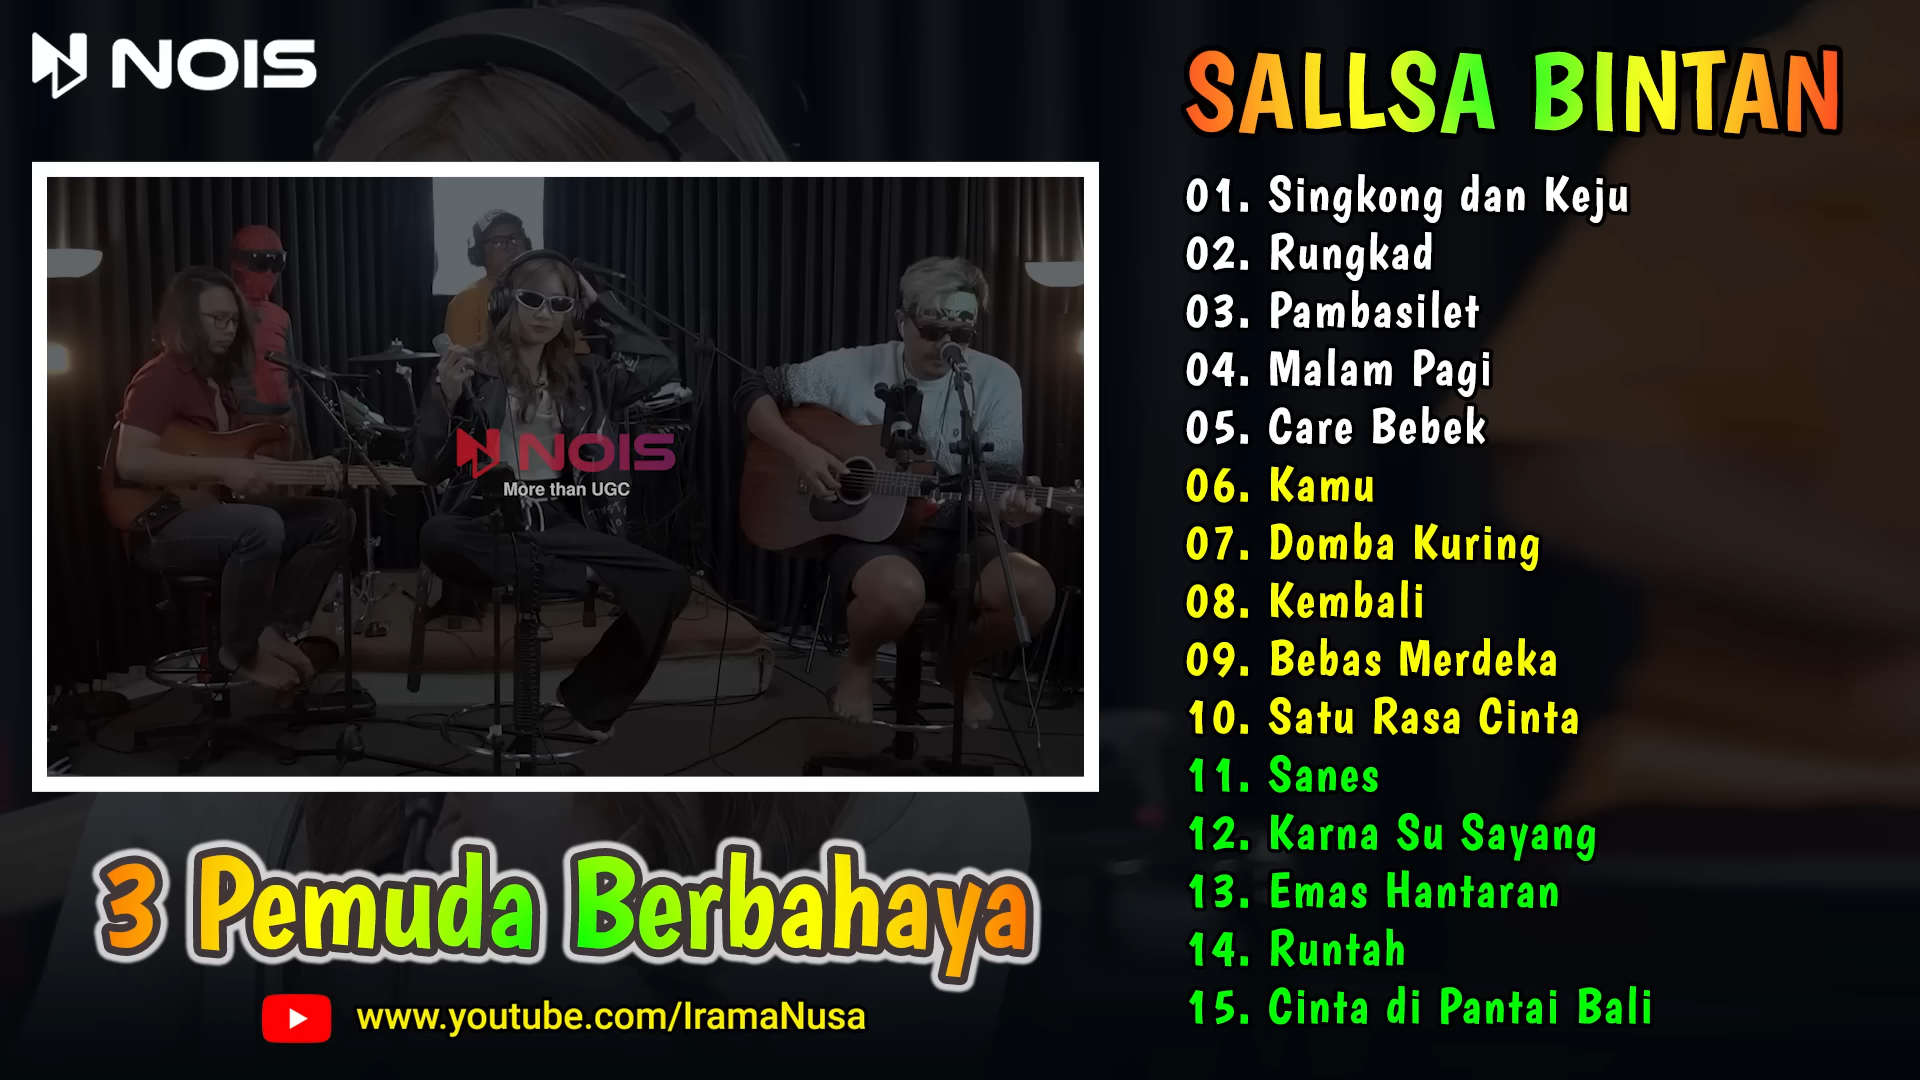 NOIS
SALLSA BINTAN
01. Singkong dan Keju
02. Rungkad
03. Pambasilet
04. Malam Pagi
05. Care Bebek
06. Kamu
07. Domba Kuring
08. Kembali
09. Bebas Merdeka
10. Satu Rasa Cinta
11. Sanes
12. Karna Su Sayang
13. Emas Hantaran
14. Runtah
15. Cinta di Pantai Bali
NOIS
More than UGC
3 Pemuda Berbahaya
www.youtube.com/IramaNusa